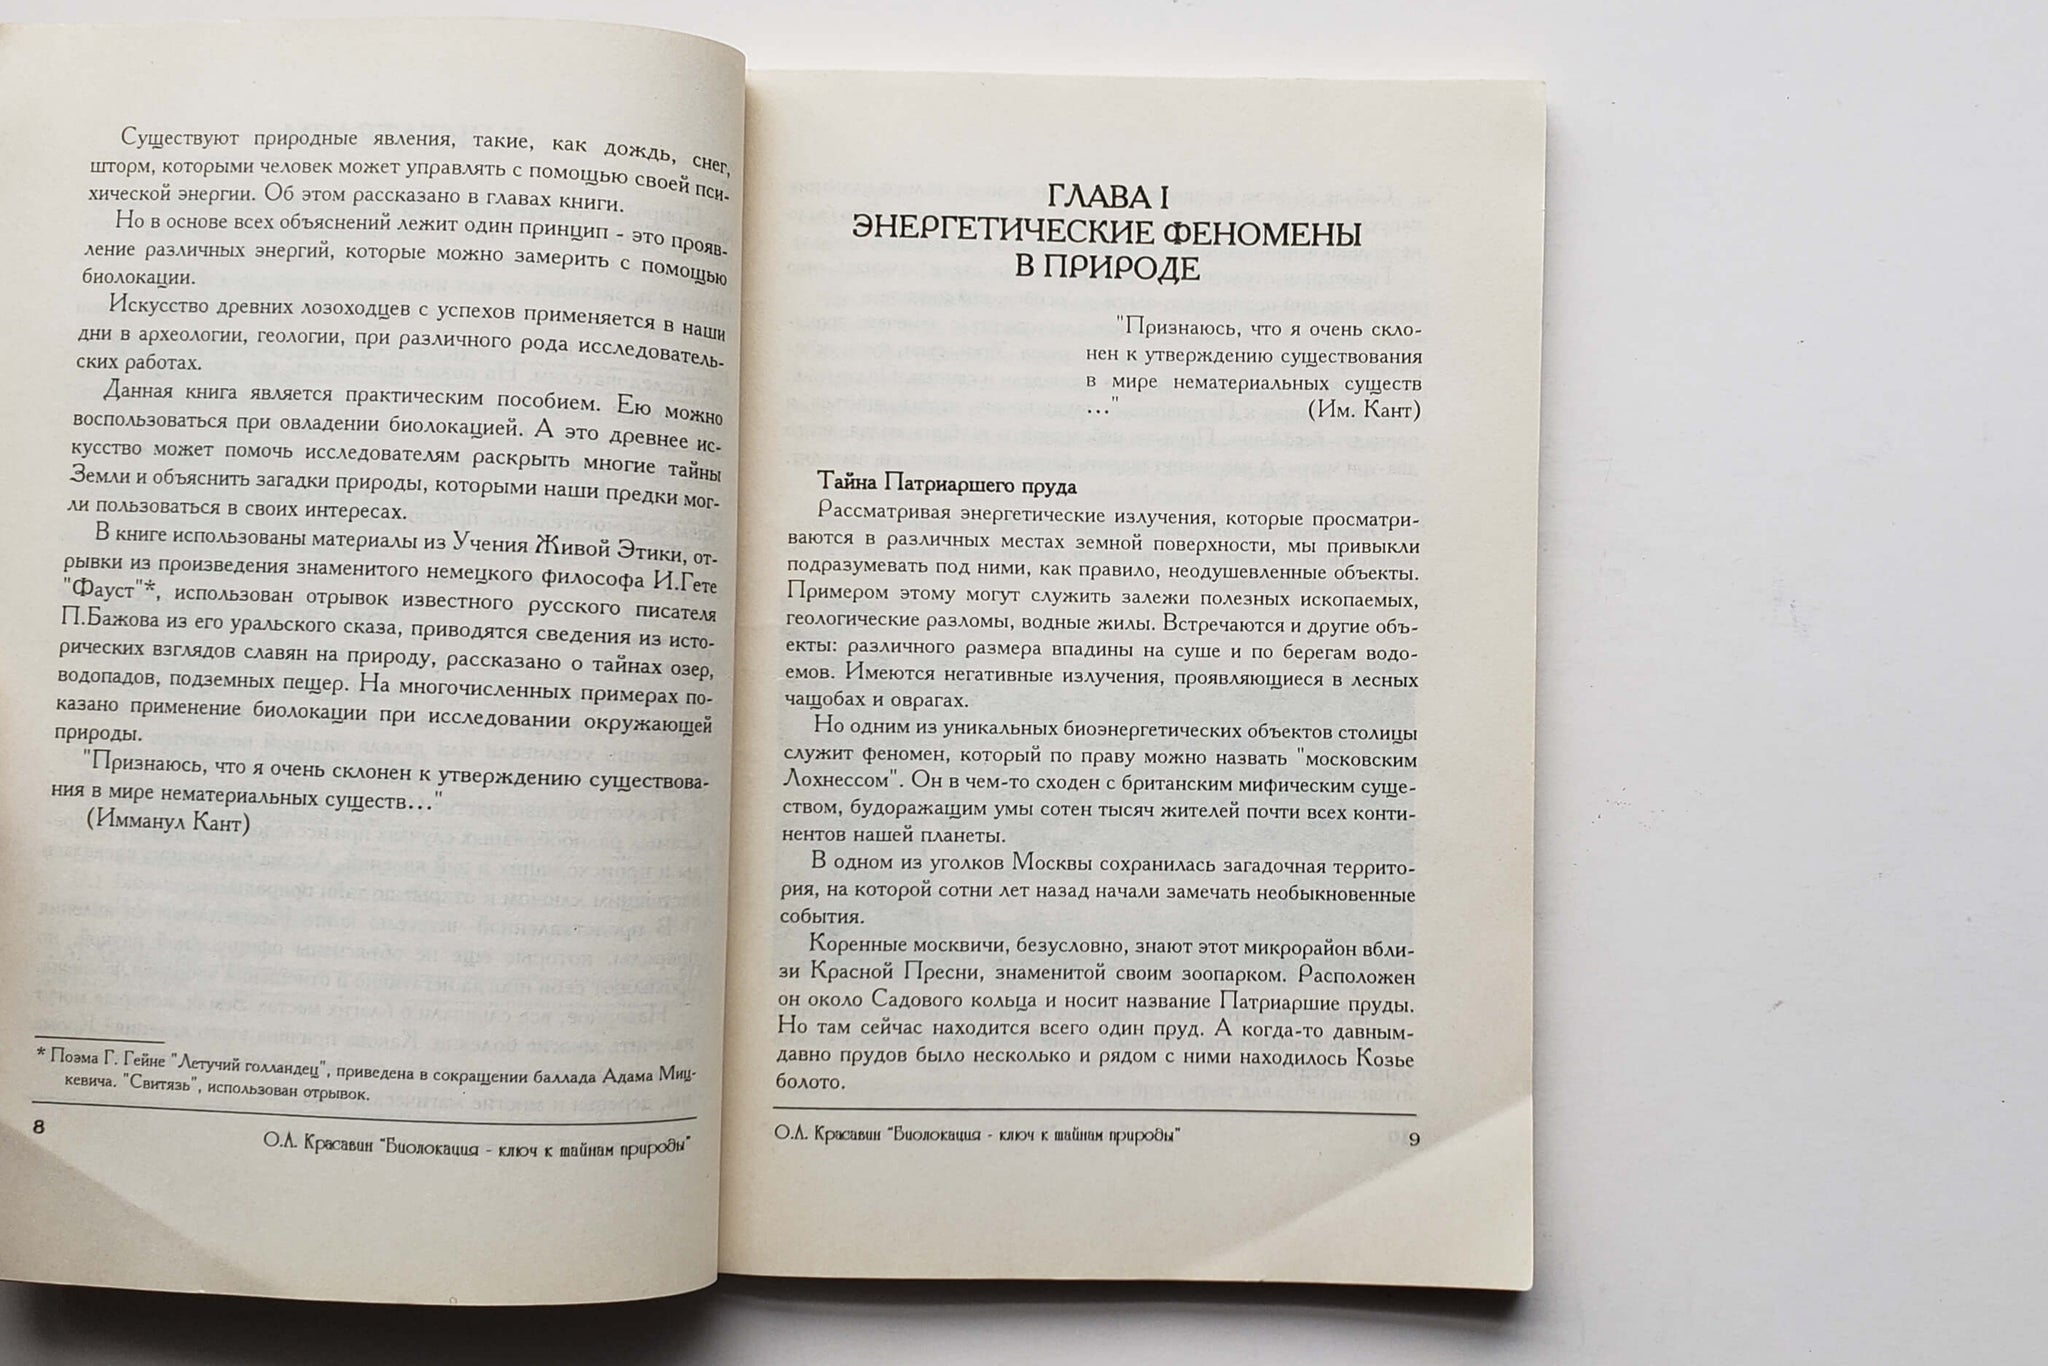 Существуют природные явления, такие, как дождь, снег,
шторм, которыми человек может управлять с помощью своей пси-
хической энергии. Об этом рассказано в главах книги.
Но в основе всех объяснений лежит один принцип - это прояв-
ление различных энергий, которые можно замерить с помощью
биолокации.
Искусство древних лозоходцев с успехов применяется в наши
дни в археологии, геологии, при различного рода исследователь-
ских работах.
Данная книга является практическим пособием. Ею можно
воспользоваться при овладении биолокацией. А это древнее ис-
кусство может помочь исследователям раскрыть многие тайны
Земли и объяснить загадки природы, которыми наши предки мог-
ли пользоваться в своих интересах.
В книге использованы материалы из Учения Живой Этики, от-
рывки из произведения знаменитого немецкого философа И.Гете
"Фауст"*, использован отрывок известного русского писателя
П.Бажова из его уральского сказа, приводятся сведения из исто-
рических взглядов славян на природу, рассказано о тайнах озер,
водопадов, подземных пещер. На многочисленных примерах по-
казано применение биолокации при исследовании окружающей
природы.
"Признаюсь, что я очень склонен к утверждению существова-
ния в мире нематериальных существ..."
(Имманул Кант)
* Поэма Г. Гейне "Летучий голландец", приведена в сокращении баллада Адама Миц-
кевича. "Свитязь", использован отрывок.
8
О.Л. Красавин "Биолокация - ключ к тайнам природы"
ГЛАВА I
ЭНЕРГЕТИЧЕСКИЕ ФЕНОМЕНЫ
В ПРИРОДЕ
"Признаюсь, что я очень скло-
нен к утверждению существования
в мире нематериальных существ
..." (Им. Кант)
Тайна Патриаршего пруда
Рассматривая энергетические излучения, которые просматри-
ваются в различных местах земной поверхности, мы привыкли
подразумевать под ними, как правило, неодушевленные объекты.
Примером этому могут служить залежи полезных ископаемых,
геологические разломы, водные жилы. Встречаются и другие объ-
екты: различного размера впадины на суше и по берегам водо-
емов. Имеются негативные излучения, проявляющиеся в лесных
чащобах и оврагах.
Но одним из уникальных биоэнергетических объектов столицы
служит феномен, который по праву можно назвать "московским
Лохнессом". Он в чем-то сходен с британским мифическим суще-
ством, будоражащим умы сотен тысяч жителей почти всех конти-
нентов нашей планеты.
В одном из уголков Москвы сохранилась загадочная террито-
рия, на которой сотни лет назад начали замечать необыкновенные
события.
Коренные москвичи, безусловно, знают этот микрорайон вбли-
зи Красной Пресни, знаменитой своим зоопарком. Расположен
он около Садового кольца и носит название Патриаршие пруды.
Но там сейчас находится всего один пруд. А когда-то давным-
давно прудов было несколько и рядом с ними находилось Козье
болото.
О.Л. Красавин "Биолокация - ключ к тайнам природы"
9